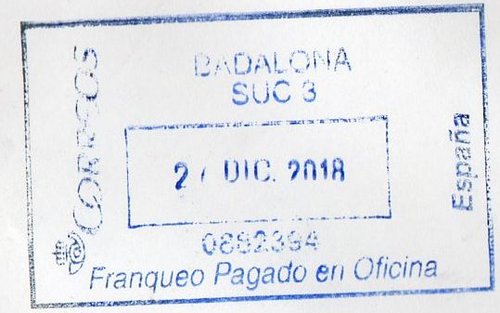 BADALONA
SUC 3
CORREOS
España
DIC. 2018
0852394
Franqueo Pagado en Oficina